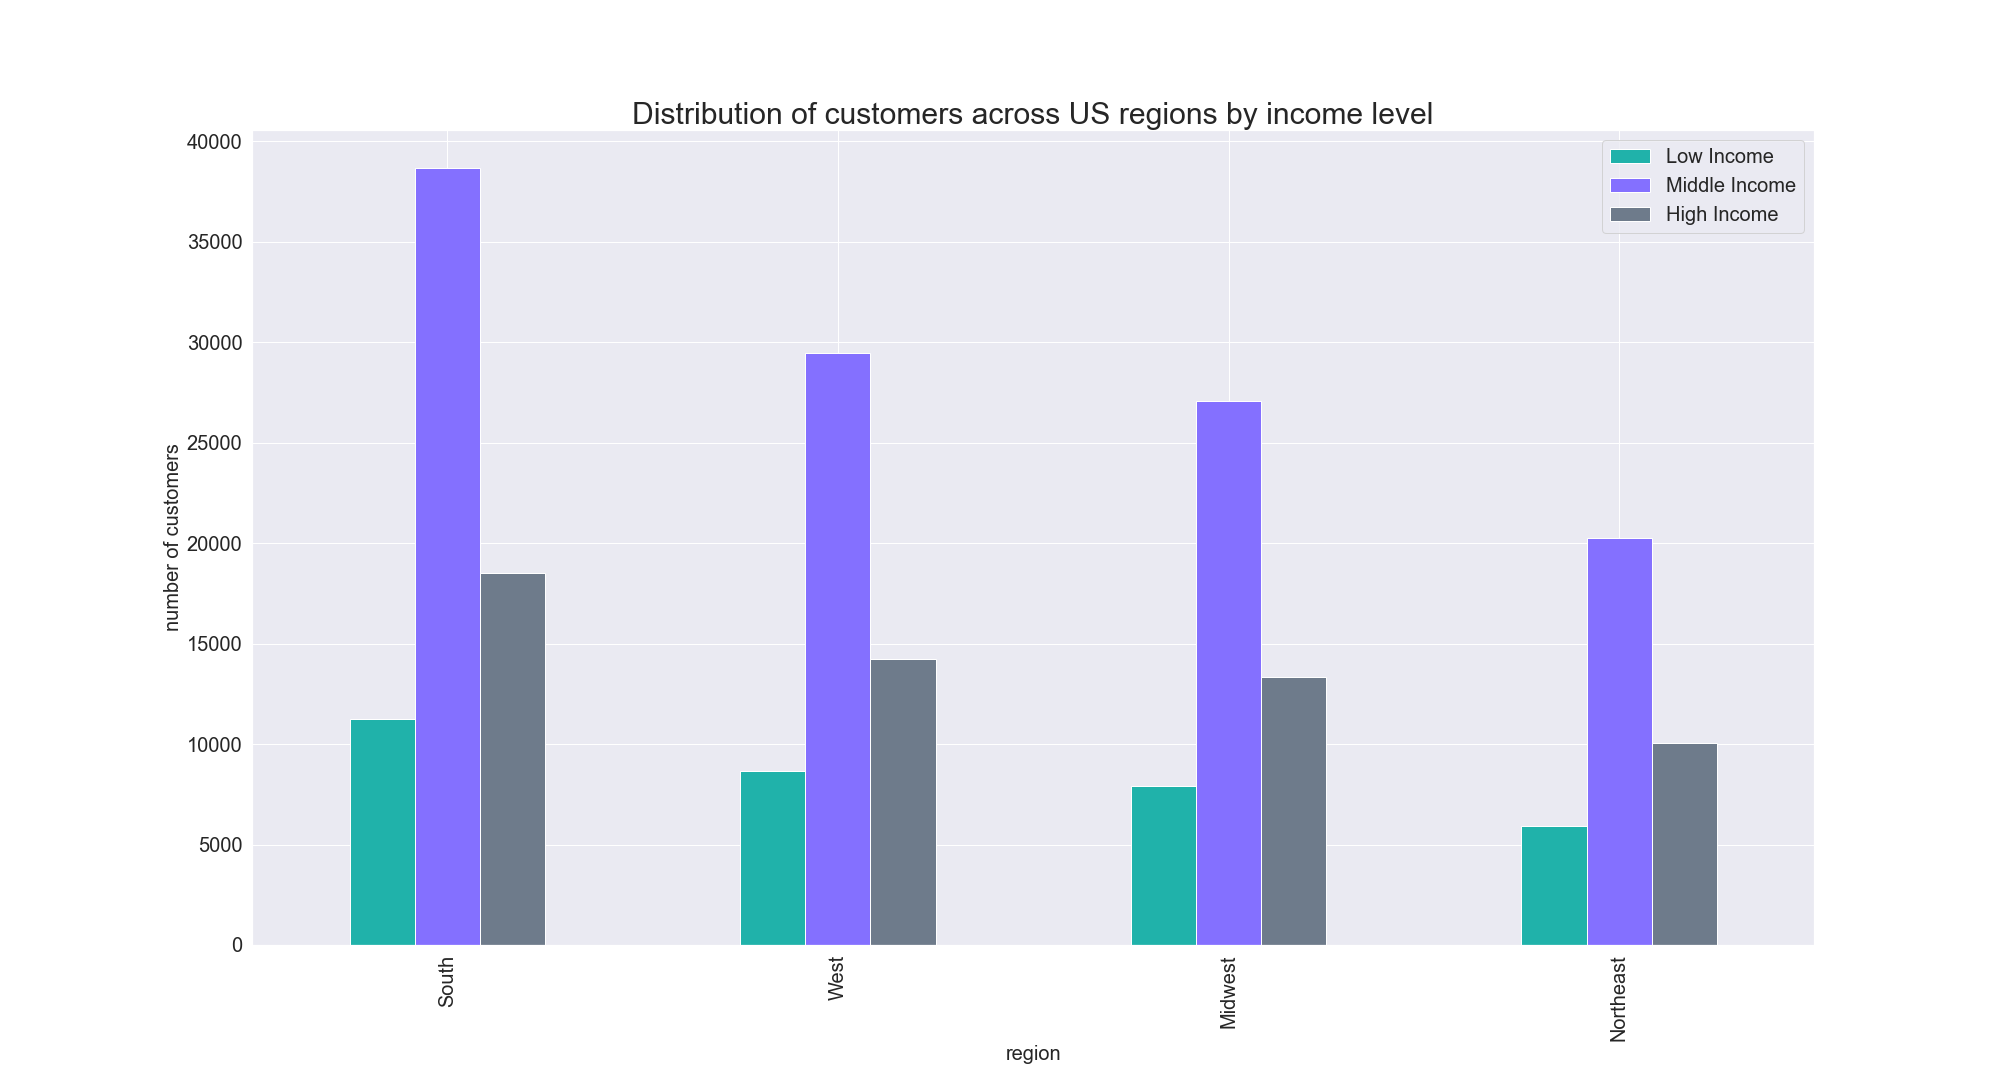 Distribution of customers across US regions by income level
Low Income
Middle Income
High Income
40000
35000
30000
25000
20000
15000
10000
5000
0
number of customers
South
West
Midwest
Northeast
region